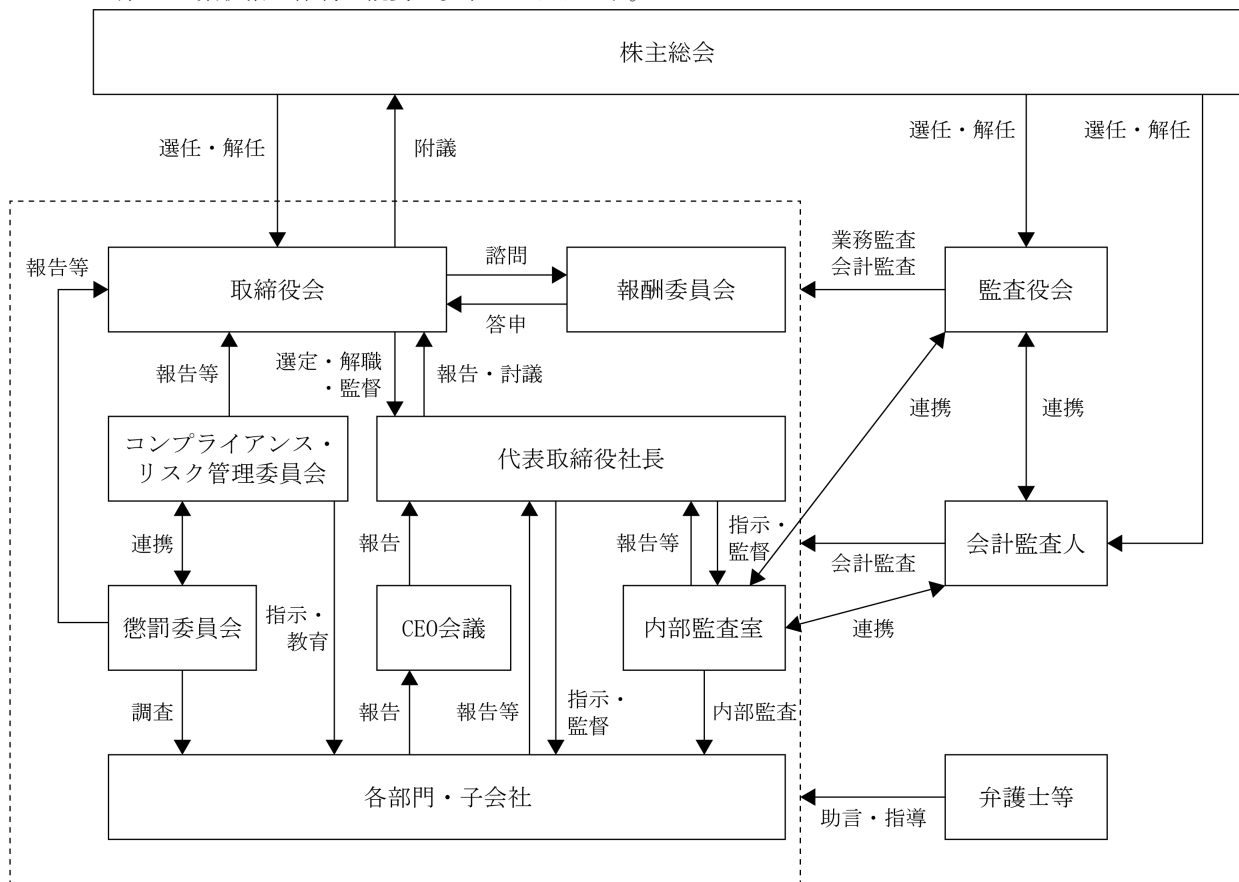 株主総会
選任・解任
附議
選任・解任
選任・解任
報告等
取締役会
諮問
答申
報酬委員会
業務監査
会計監査
監査役会
報告等
選定・解職
・監督
報告・討議
連携
連携
コンプライアンス・
リスク管理委員会
代表取締役社長
連携
報告
報告等
指示・
監督
会計監査
会計監査人
懲罰委員会
指示・
教育
CEO会議
内部監査室
連携
調査
報告
報告等
指示・
監督
内部監査
各部門・子会社
助言・指導
弁護士等